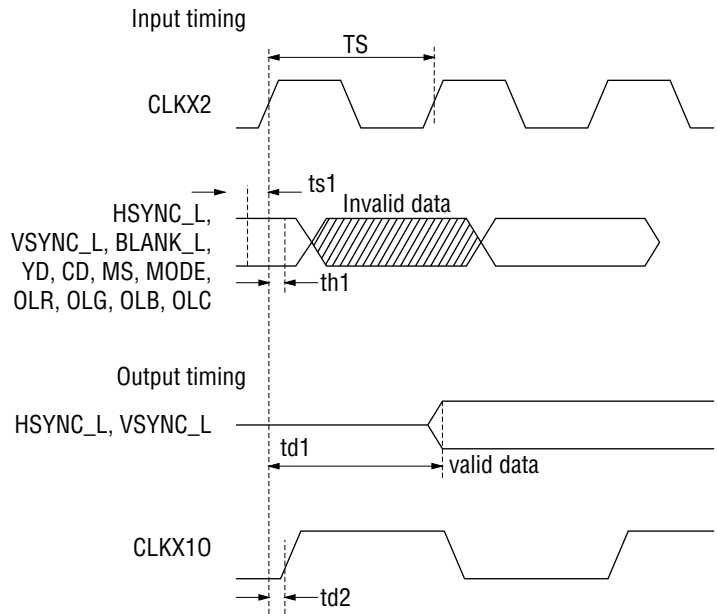 Input timing
TS
CLKX2
ts1
HSYNC_L,
Invalid data
VSYNC_L, BLANK_L,
YD, CD, MS, MODE,
th1
OLR, OLG, OLB, OLC
Output timing
HSYNC_L, VSYNC_L
td1
valid data
CLKX1O
td2